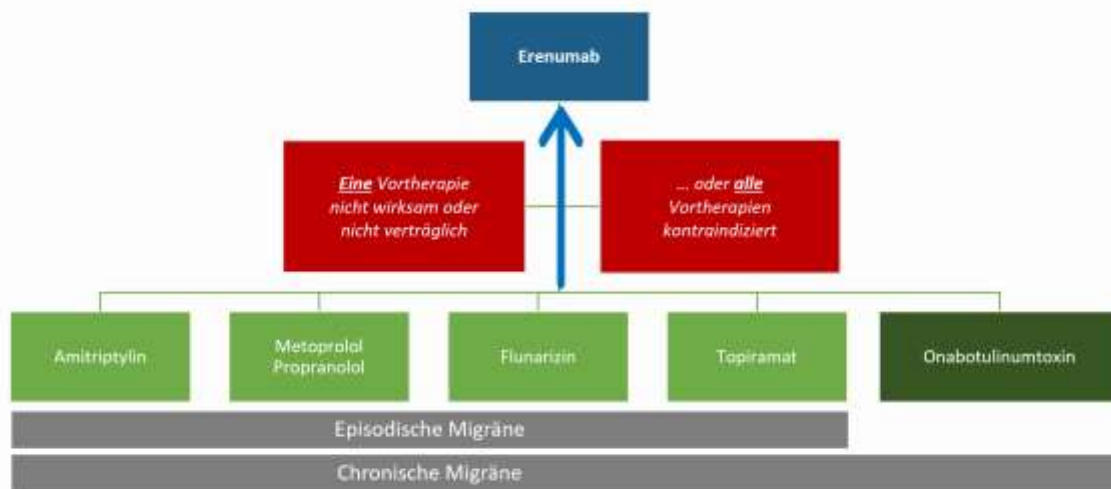 Erenumab
Eine Vortherapie
nicht wirksam oder
nicht verträglich
... oder alle
Vortherapien
kontraindiziert
Amitriptylin
Metoprolol
Propranolol
Flunarizin
Topiramat
Onabotulinumtoxin
Episodische Migräne
Chronische Migräne